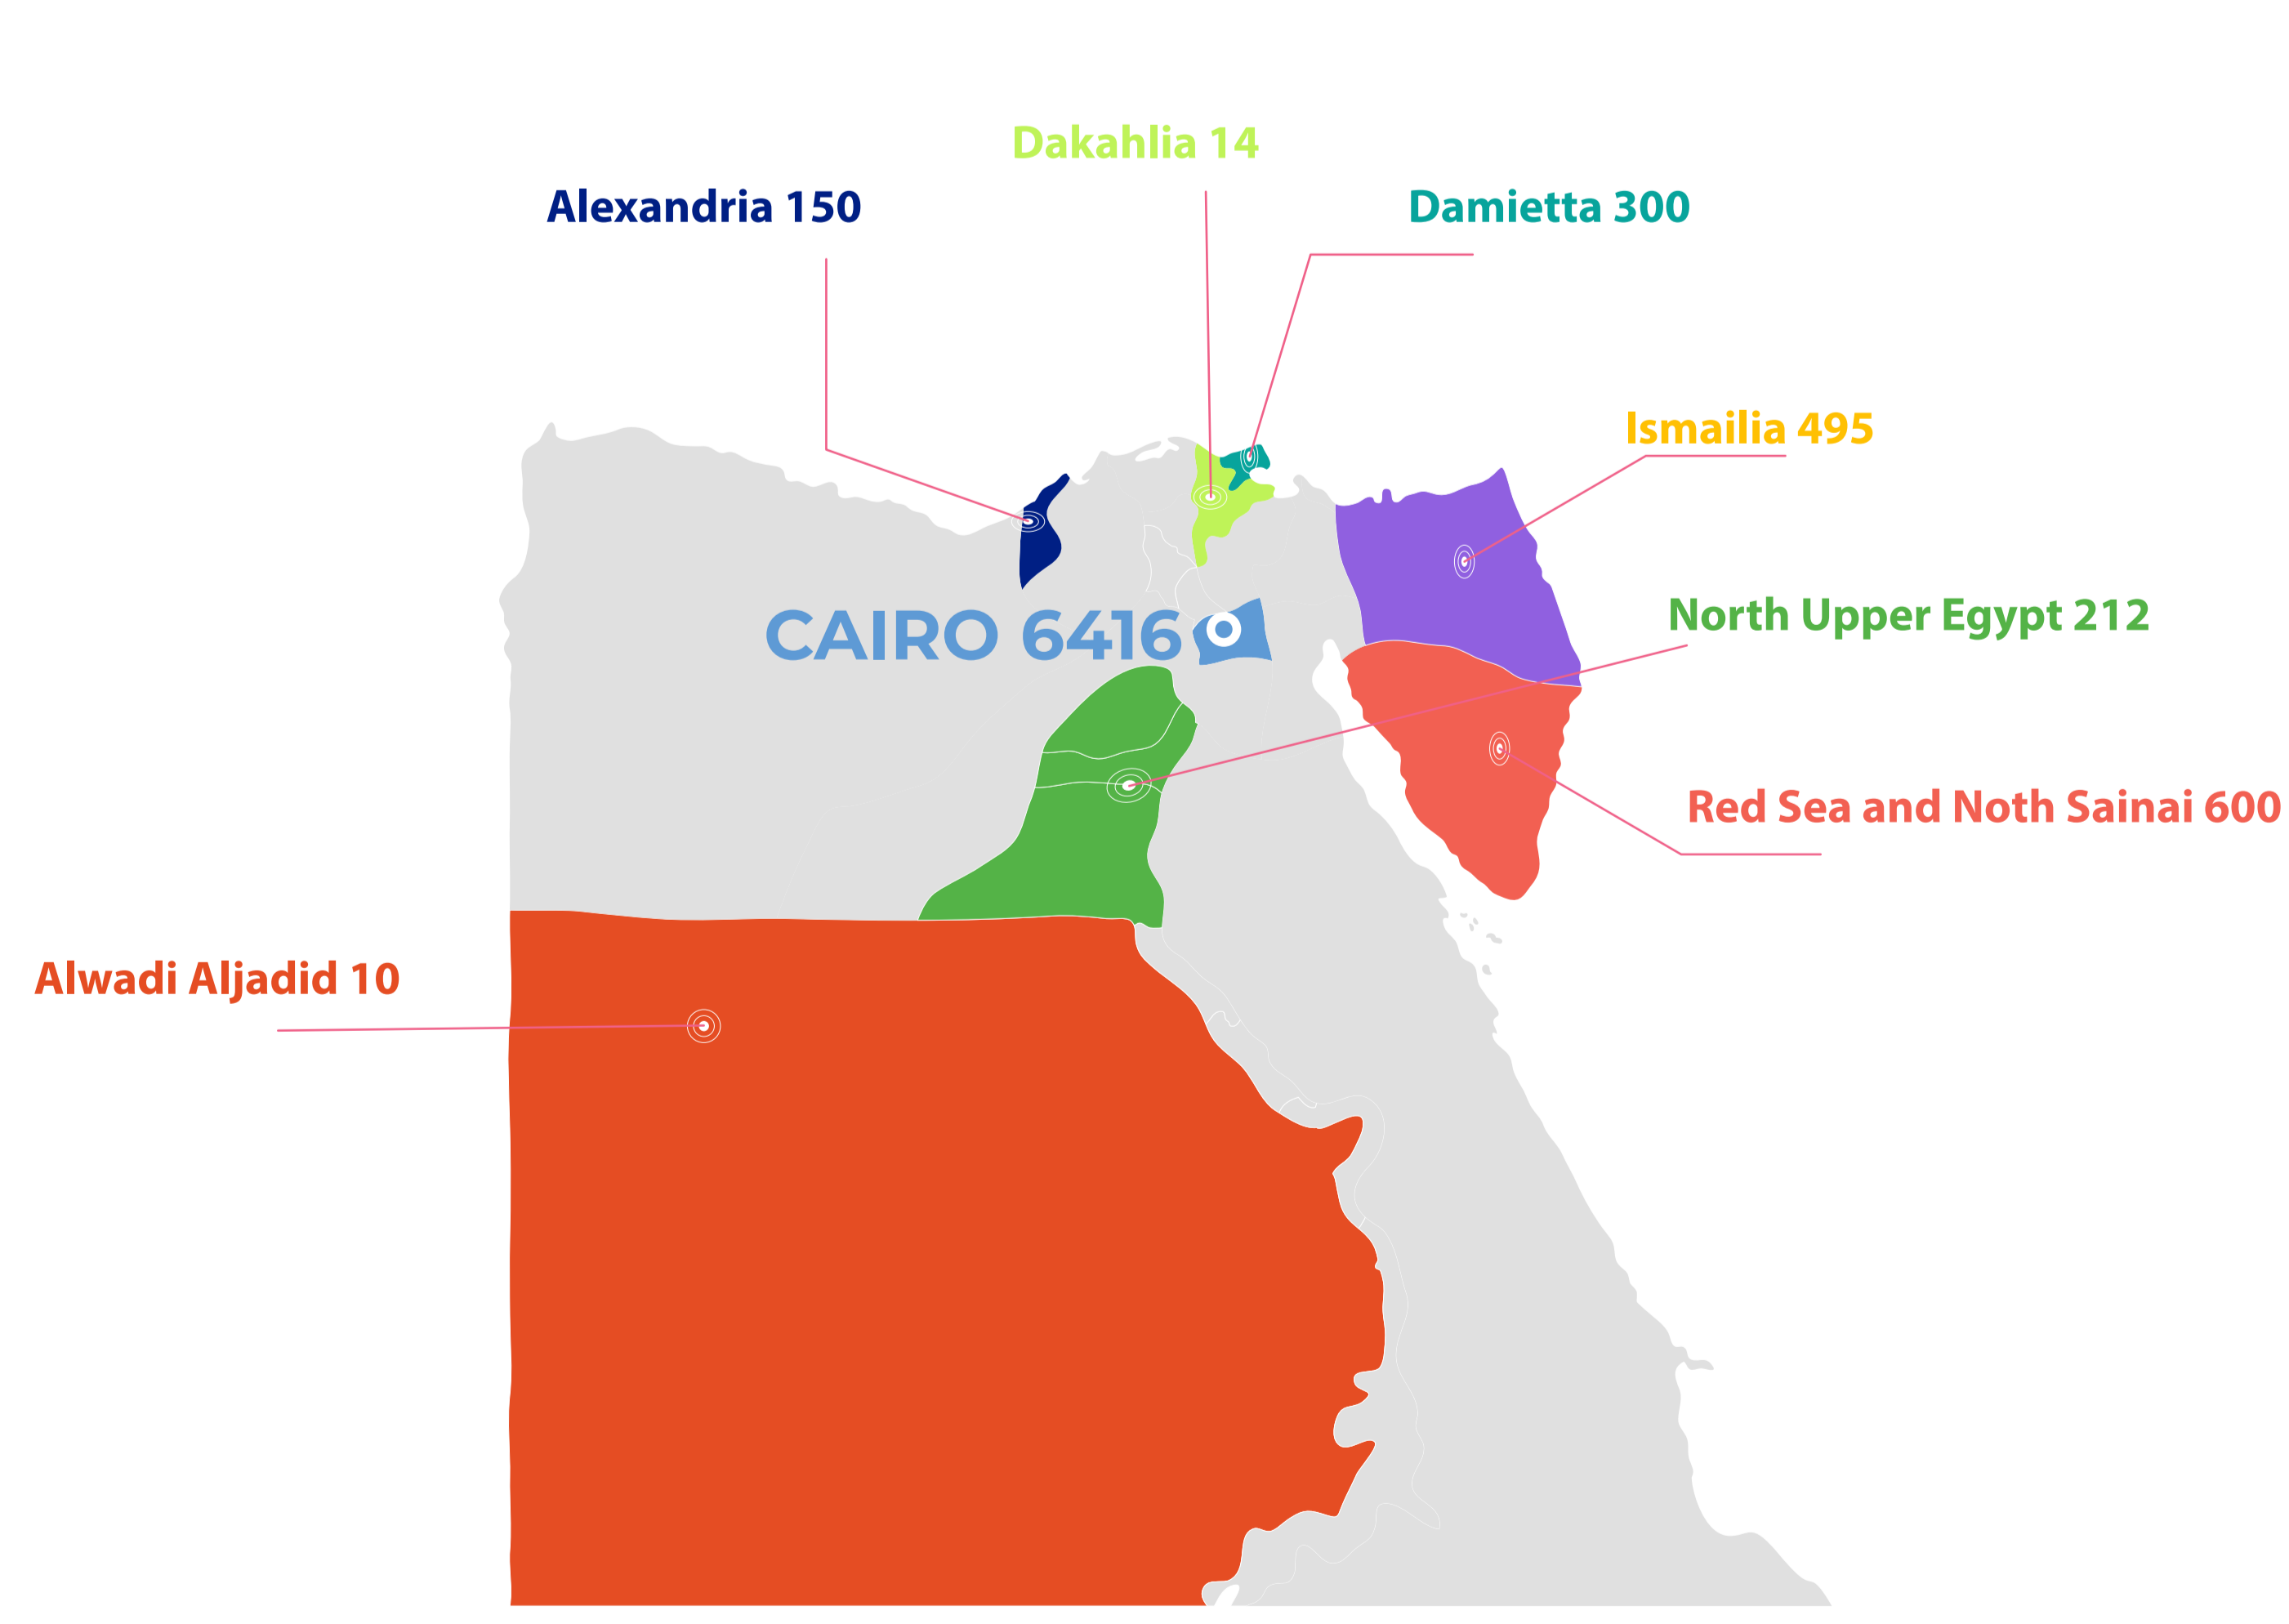 Dakahlia 14
Alexandria 150
Damietta 300
Ismailia 495
CAIRO 6416
North Upper Egypt 212
Red Sea and Noth Sainai 600
Alwadi Aljadid 10